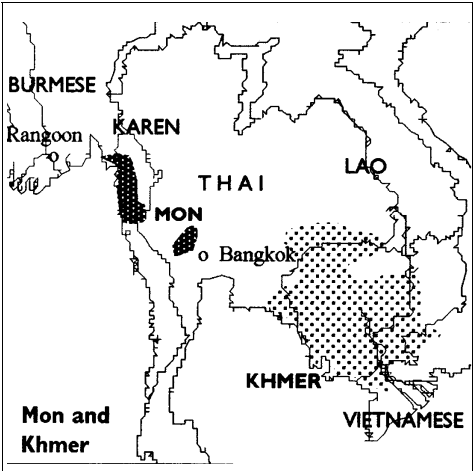 BURMESE
Rangoon
KAREN
LAO
THAI
MON
Bangkok
KHMER
VIETNAMESE
Mon and
Khmer